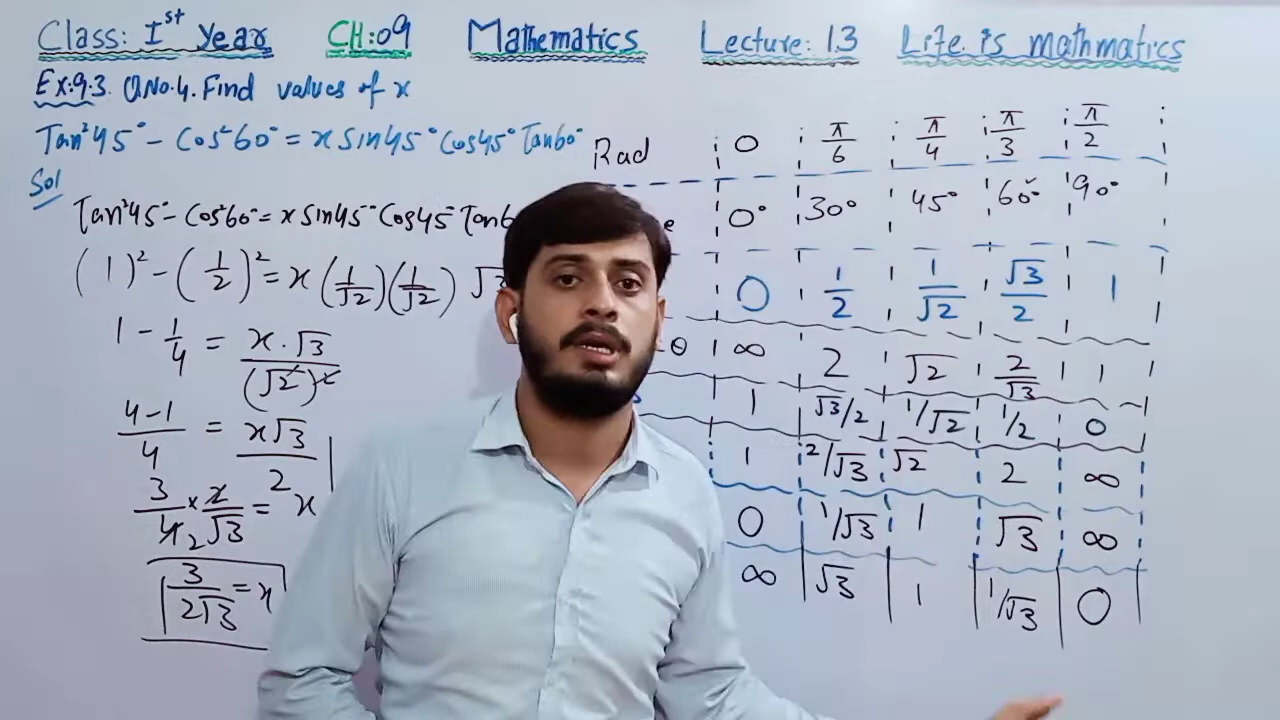 Class: Ist year CH:09 Mathematics Lecture: 13 Life is mathmatics
Ex:9.3. QNo.4. Find values of x
Tan²45° - Cos²60° = x Sin45° Cos45° Tan60°
Sol
Tan²45° - Cos²60° = x Sin45° Cos45° Tan6
(1)² - (1/2)² = x (1/√2)(1/√2) √3
1 - 1/4 = x.√3/(√2)²
4-1/4 = x√3/2
3/4 × 2/√3 = x
2
3/2√3 = x
Rad 0 π/6 π/4 π/3 π/2
e 0° 30° 45° 60° 90°
0 1/2 1/√2 √3/2 1
θ ∞ 2 √2 2/√3 1
1 √3/2 1/√2 1/2 0
1 2/√3 √2 2 ∞
0 1/√3 1 √3 ∞
∞ √3 1 1/√3 0